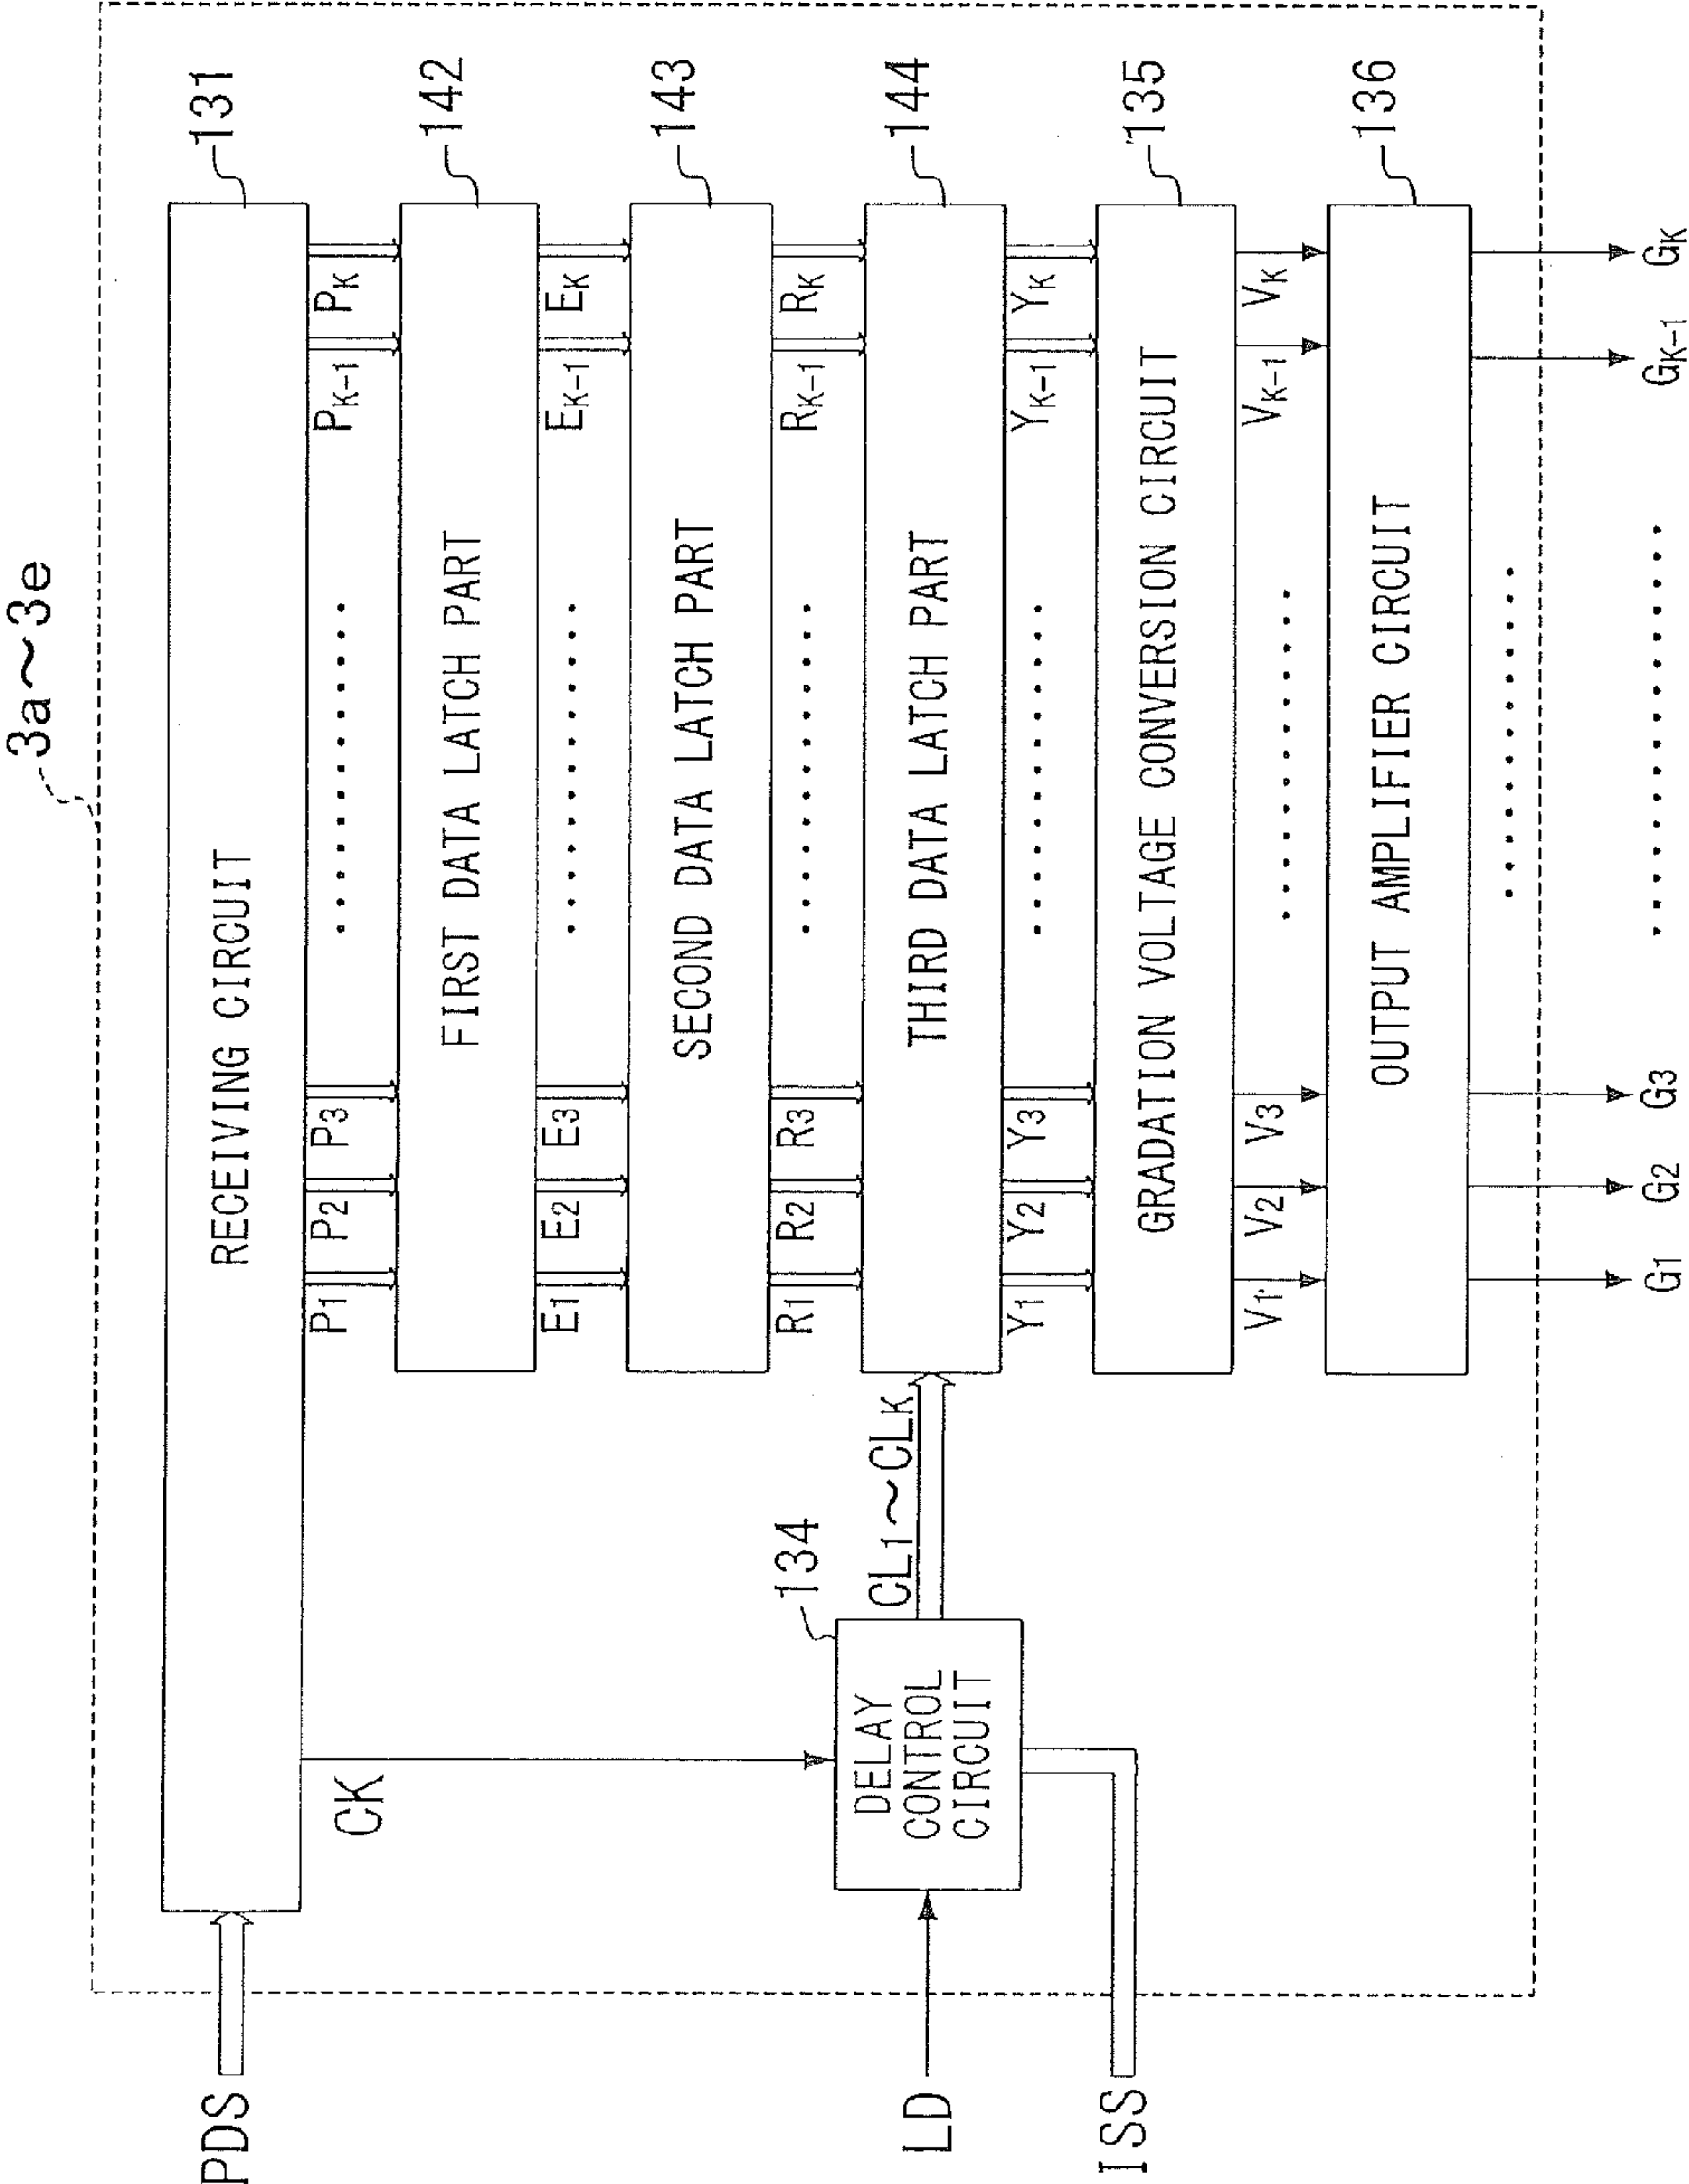 3a~3e
PDS
RECEIVING CIRCUIT
131
CK
P1 P2 P3 ............. PK-1 PK
FIRST DATA LATCH PART
142
E1 E2 E3 ............. EK-1 EK
SECOND DATA LATCH PART
143
R1 R2 R3 ............. RK-1 RK
LD
ISS
DELAY
CONTROL
CIRCUIT
134
CL1~CLK
THIRD DATA LATCH PART
144
Y1 Y2 Y3 ............. YK-1 YK
GRADATION VOLTAGE CONVERSION CIRCUIT
135
V1 V2 V3 ............. VK-1 VK
OUTPUT AMPLIFIER CIRCUIT
136
G1 G2 G3 ................ GK-1 GK